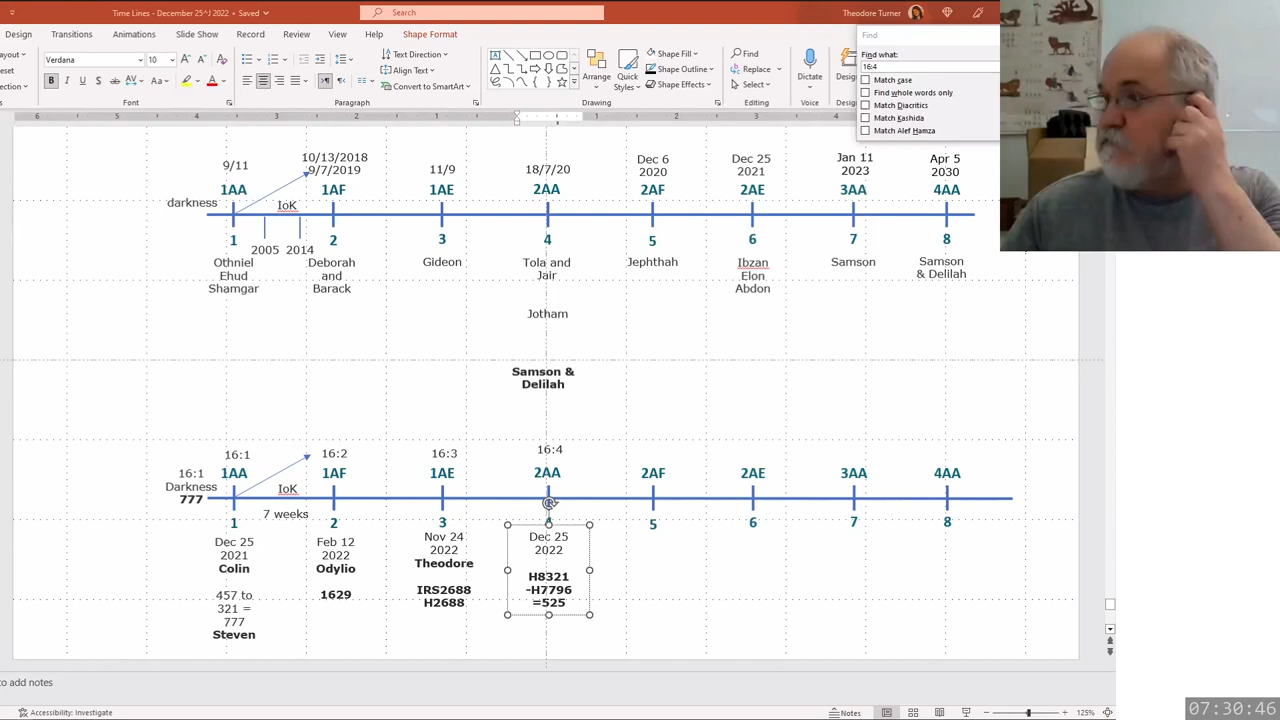 Time Lines - December 25^J 2022 • Saved
Search
Theodore Turner
Design Transitions Animations Slide Show Record Review View Help Shape Format
Verdana 10
Text Direction
Align Text
Convert to SmartArt
Arrange
Quick Styles
Shape Fill
Shape Outline
Shape Effects
Find
Replace
Select
Dictate
Font Paragraph Drawing Editing Voice
Find
Find what:
16:4
Match case
Find whole words only
Match Diacritics
Match Kashida
Match Alef Hamza
9/11 10/13/2018 9/7/2019 11/9 18/7/20 Dec 6 2020 Dec 25 2021 Jan 11 2023 Apr 5 2030
1AA 1AF 1AE 2AA 2AF 2AE 3AA 4AA
darkness IoK
1 2 3 4 5 6 7 8
2005 2014
Othniel Ehud Shamgar
Deborah and Barack
Gideon
Tola and Jair
Jephthah
Ibzan Elon Abdon
Samson
Samson & Delilah
Jotham
Samson & Delilah
16:1 16:2 16:3 16:4
1AA 1AF 1AE 2AA 2AF 2AE 3AA 4AA
16:1 Darkness 777
IoK
7 weeks
1 2 3 4 5 6 7 8
Dec 25 2021 Colin
457 to 321 = 777 Steven
Feb 12 2022 Odylio
1629
Nov 24 2022 Theodore
IRS2688 H2688
Dec 25 2022
H8321 -H7796 =525
to add notes
Accessibility: Investigate
Notes
125%
07:30:46